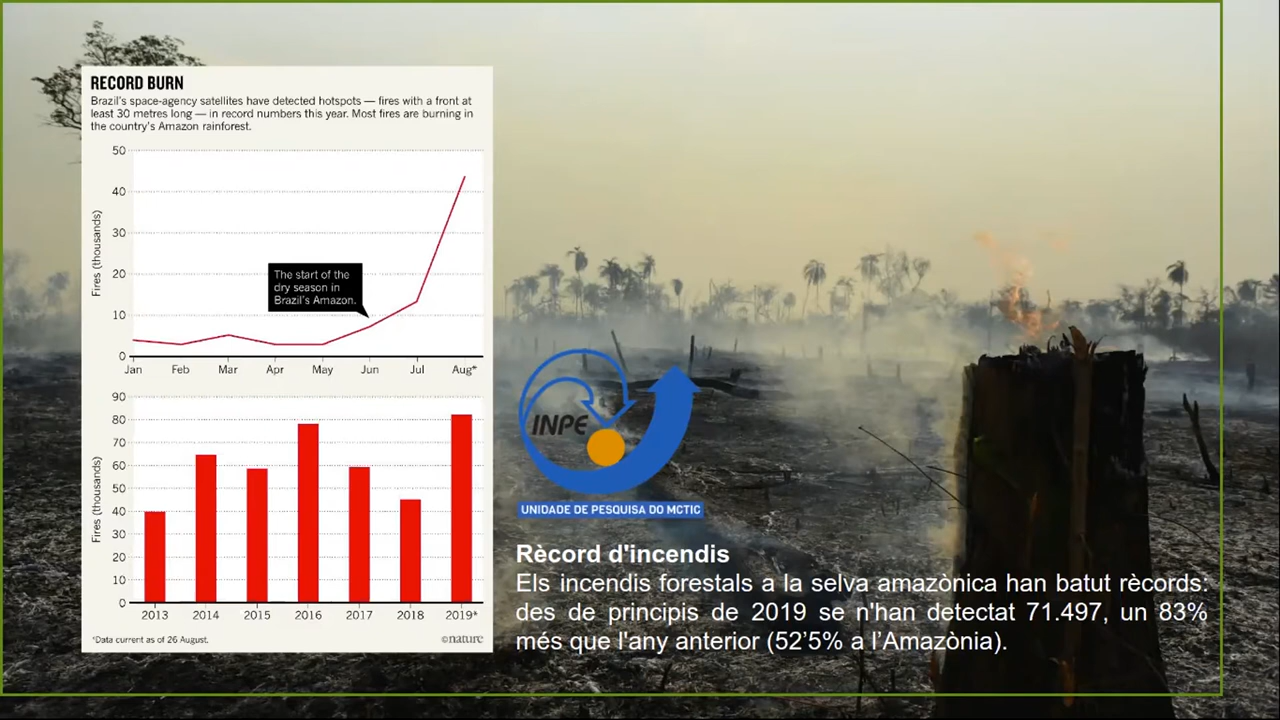 RECORD BURN
Brazil's space-agency satellites have detected hotspots — fires with a front at
least 30 metres long — in record numbers this year. Most fires are burning in
the country's Amazon rainforest.
50
40
30
20
10
0
Fires (thousands)
The start of the
dry season in
Brazil's Amazon.
Jan Feb Mar Apr May Jun Jul Aug*
90
80
70
60
50
40
30
20
10
0
Fires (thousands)
2013 2014 2015 2016 2017 2018 2019*
*Data current as of 26 August.
©nature
INPE
UNIDADE DE PESQUISA DO MCTIC
Rècord d'incendis
Els incendis forestals a la selva amazònica han batut rècords:
des de principis de 2019 se n'han detectat 71.497, un 83%
més que l'any anterior (52’5% a l’Amazònia).